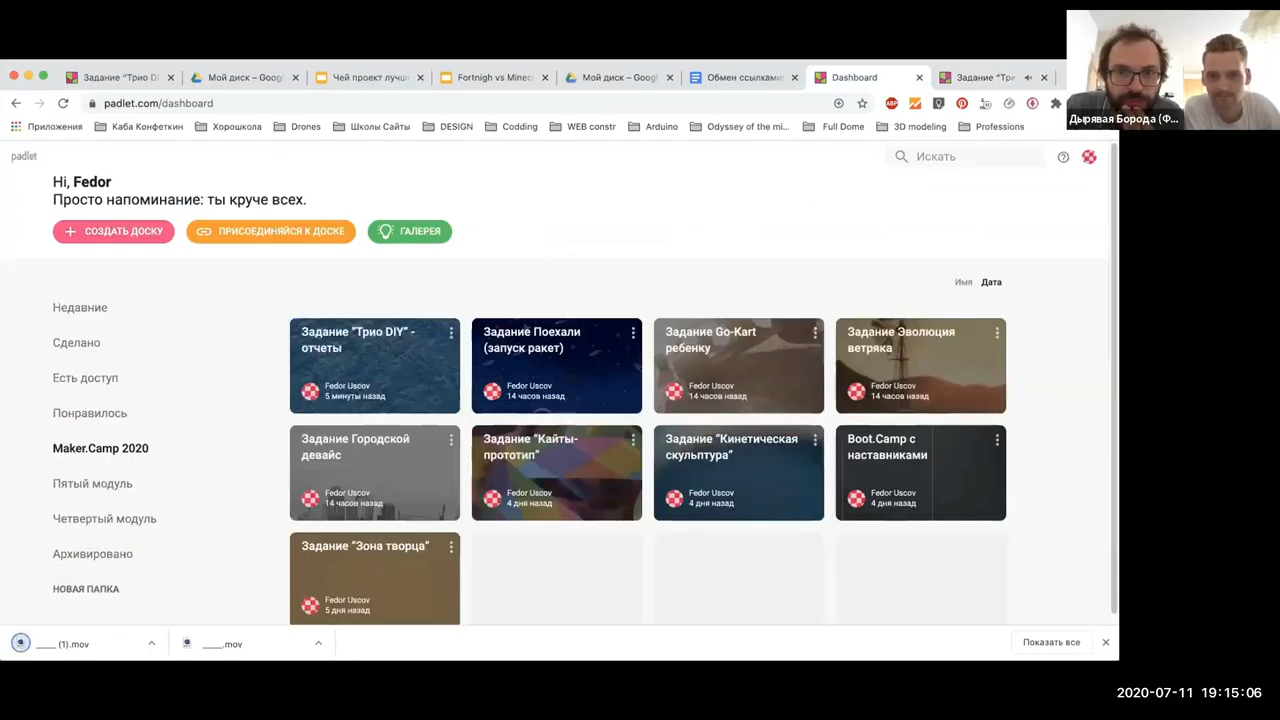 Дырявая Борода (Ф...
Задание "Трио DI
Мой диск – Googl
Чей проект лучш
Fortnigh vs Minec
Мой диск – Googl
Обмен ссылками
Dashboard
Задание "Три
padlet.com/dashboard
ABP
Приложения
Каба Конфеткин
Хорошкола
Drones
Школы Сайты
DESIGN
Codding
WEB constr
Arduino
Odyssey of the mi...
Full Dome
3D modeling
Professions
padlet
Искать
Hi, Fedor
Просто напоминание: ты круче всех.
СОЗДАТЬ ДОСКУ
ПРИСОЕДИНЯЙСЯ К ДОСКЕ
ГАЛЕРЕЯ
Имя
Дата
Недавние
Сделано
Есть доступ
Понравилось
Maker.Camp 2020
Пятый модуль
Четвертый модуль
Архивировано
НОВАЯ ПАПКА
Задание "Трио DIY" -
отчеты
Fedor Uscov
5 минуты назад
Задание Поехали
(запуск ракет)
Fedor Uscov
14 часов назад
Задание Go-Kart
ребенку
Fedor Uscov
14 часов назад
Задание Эволюция
ветряка
Fedor Uscov
14 часов назад
Задание Городской
девайс
Fedor Uscov
14 часов назад
Задание "Кайты-
прототип"
Fedor Uscov
4 дня назад
Задание "Кинетическая
скульптура"
Fedor Uscov
4 дня назад
Boot.Camp с
наставниками
Fedor Uscov
4 дня назад
Задание "Зона творца"
Fedor Uscov
5 дня назад
_____ (1).mov
_____.mov
Показать все
2020-07-11 19:15:06